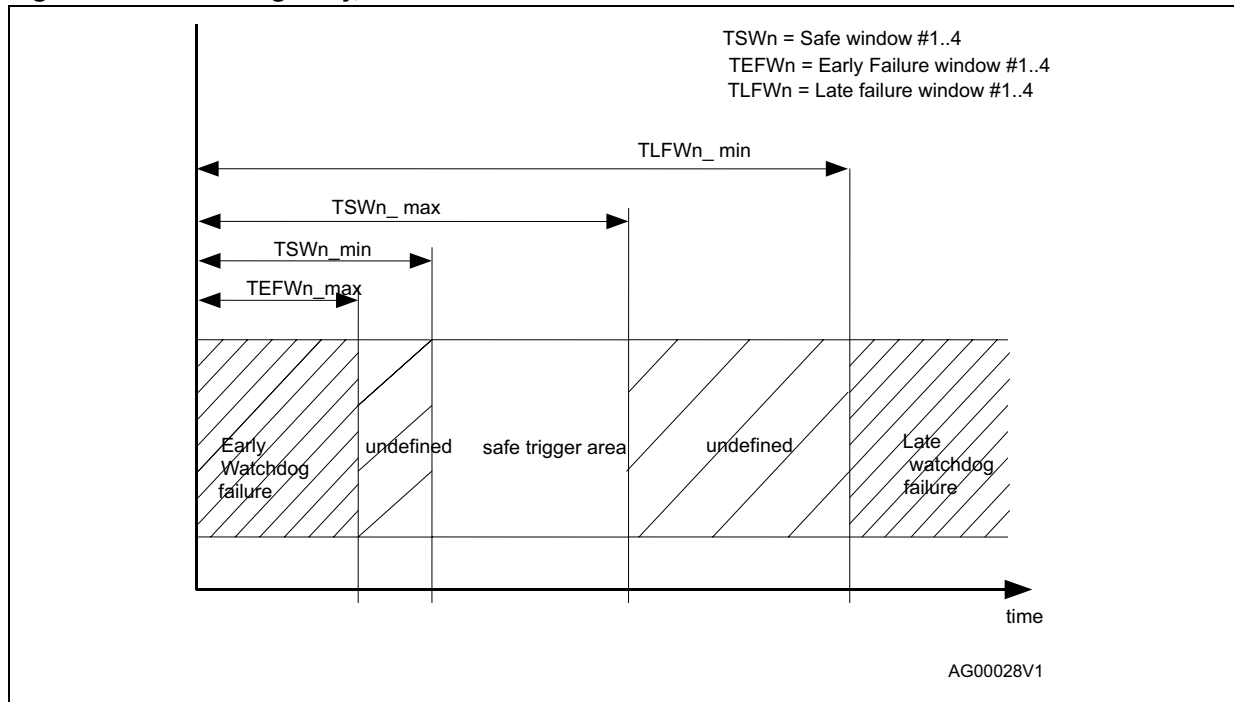 TSWn = Safe window #1..4
TEFWn = Early Failure window #1..4
TLFWn = Late failure window #1..4
TLFWn_ min
TSWn_ max
TSWn_min
TEFWn_max
Early
Watchdog
failure
undefined
safe trigger area
undefined
Late
watchdog
failure
time
AG00028V1